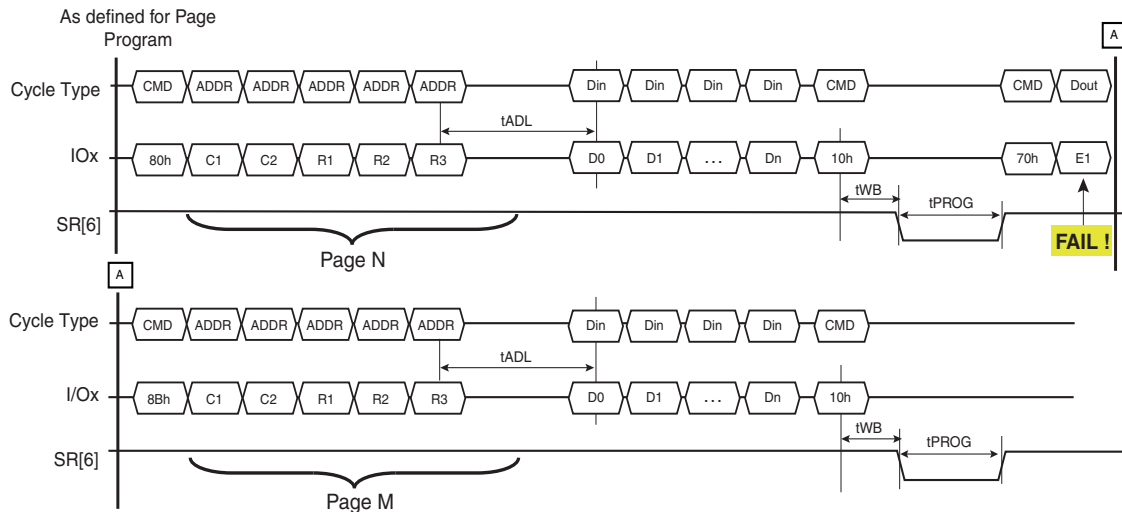 As defined for Page
Program
A
Cycle Type CMD ADDR ADDR ADDR ADDR ADDR Din Din Din Din CMD CMD Dout
tADL
IOx 80h C1 C2 R1 R2 R3 D0 D1 ... Dn 10h 70h E1
tWB tPROG
SR[6]
FAIL !
Page N
A
Cycle Type CMD ADDR ADDR ADDR ADDR ADDR Din Din Din Din CMD
tADL
I/Ox 8Bh C1 C2 R1 R2 R3 D0 D1 ... Dn 10h
tWB tPROG
SR[6]
Page M